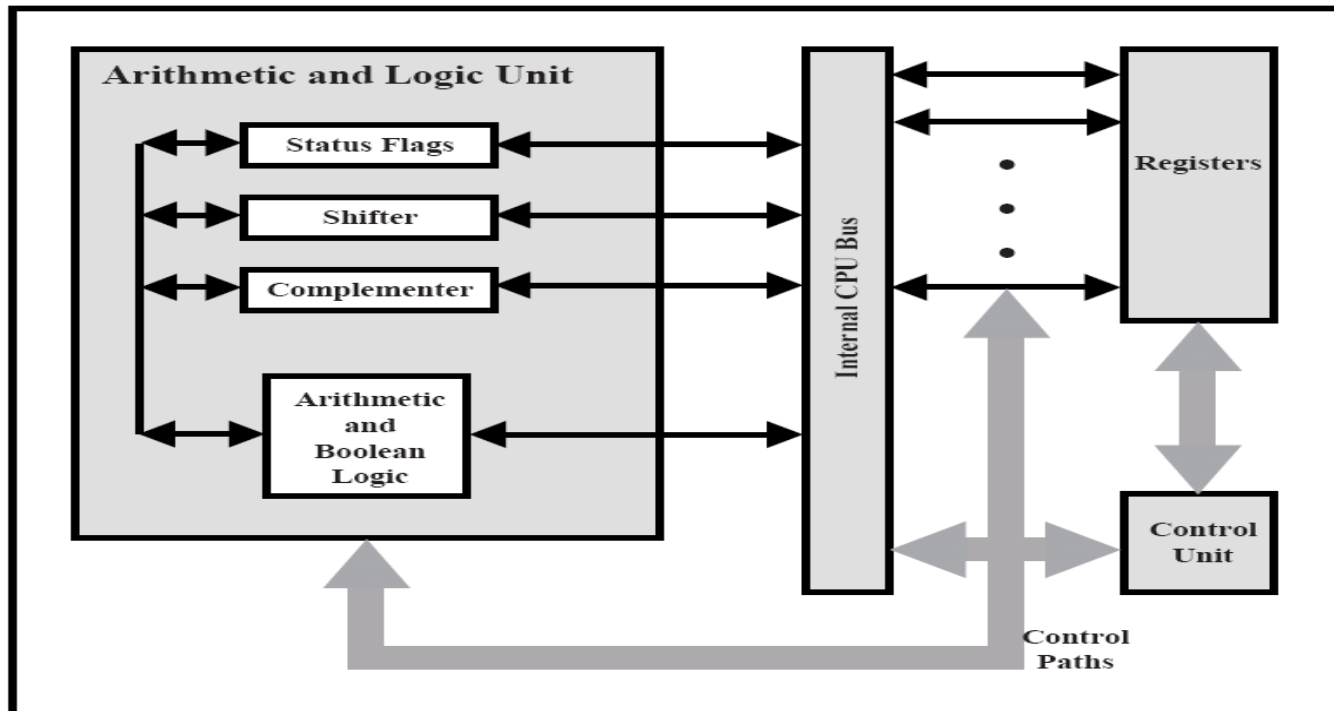 Arithmetic and Logic Unit
Status Flags
Shifter
Complementer
Arithmetic
and
Boolean
Logic
Internal CPU Bus
Registers
Control
Unit
Control
Paths